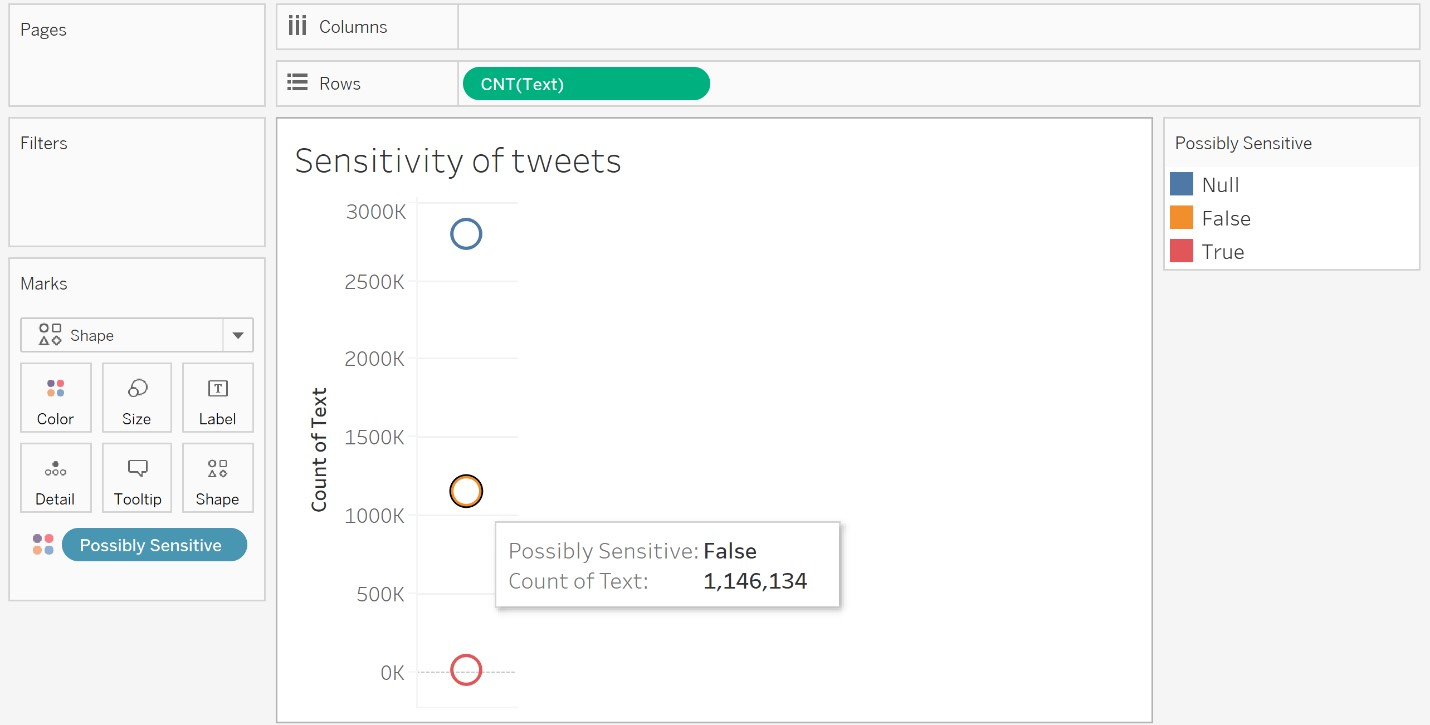 Pages
Columns
Rows
CNT(Text)
Filters
Marks
Shape
Color
Size
T
Label
Detail
Tooltip
Shape
Possibly Sensitive
Sensitivity of tweets
Count of Text
3000K
2500K
2000K
1500K
1000K
500K
0K
Possibly Sensitive: False
Count of Text: 1,146,134
Possibly Sensitive
Null
False
True